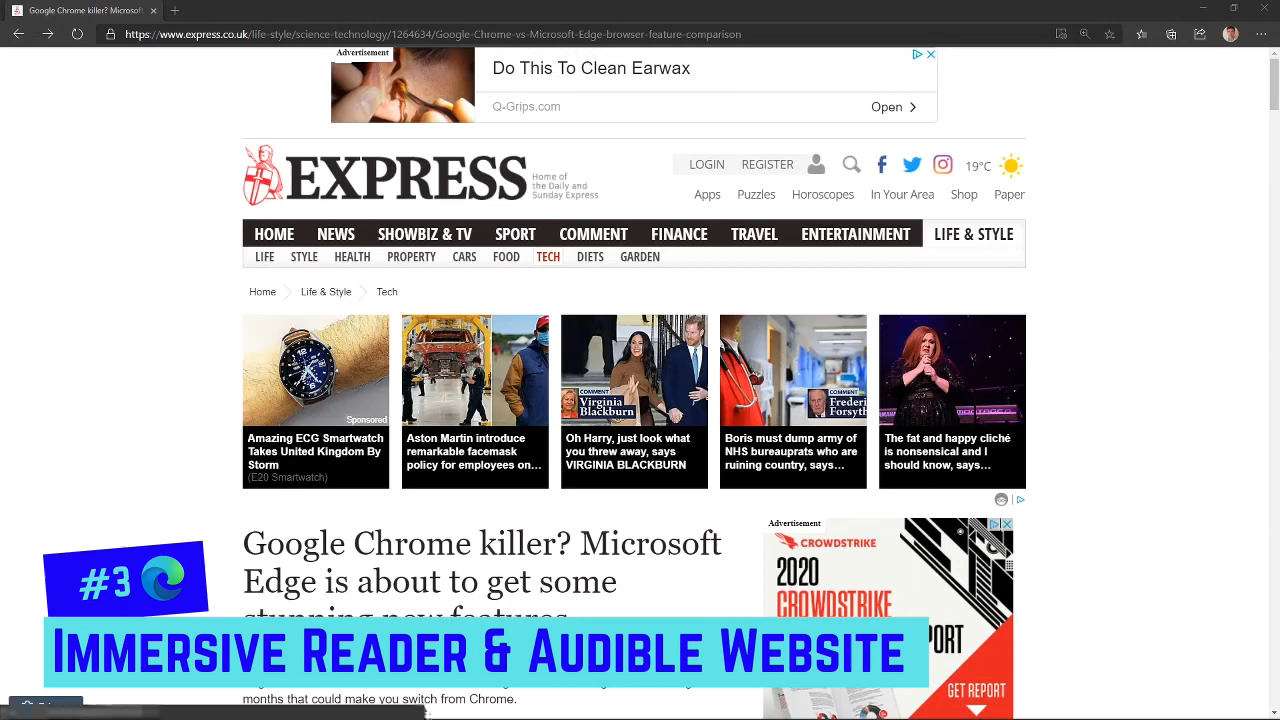 Google Chrome killer? Microsoft
https://www.express.co.uk/life-style/science-technology/1264634/Google-Chrome-vs-Microsoft-Edge-browser-feature-comparison
Advertisement
Do This To Clean Earwax
Q-Grips.com
Open
EXPRESS
Home of
the Daily and
Sunday Express
LOGIN REGISTER
19°C
Apps Puzzles Horoscopes In Your Area Shop Paper
HOME NEWS SHOWBIZ & TV SPORT COMMENT FINANCE TRAVEL ENTERTAINMENT LIFE & STYLE
LIFE STYLE HEALTH PROPERTY CARS FOOD TECH DIETS GARDEN
Home Life & Style Tech
Sponsored
Amazing ECG Smartwatch
Takes United Kingdom By
Storm
(E20 Smartwatch)
Aston Martin introduce
remarkable facemask
policy for employees on...
COMMENT
Virginia
Blackburn
Oh Harry, just look what
you threw away, says
VIRGINIA BLACKBURN
COMMENT
Frederi
Forsyth
Boris must dump army of
NHS bureauprats who are
ruining country, says...
The fat and happy cliché
is nonsensical and I
should know, says...
Google Chrome killer? Microsoft
Edge is about to get some
stunning new features
months that could make you switch from Chrome.
Advertisement
CROWDSTRIKE
2020
CROWDSTRIKE
PORT
GET REPORT
#3
Immersive Reader & Audible Website